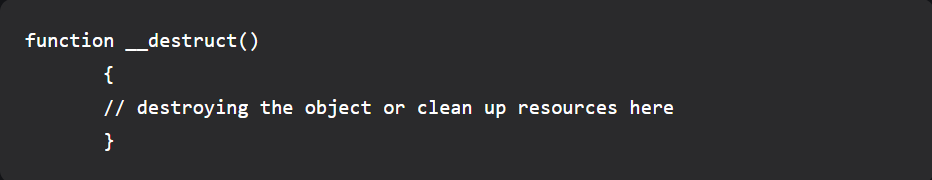 function __destruct()
{
// destroying the object or clean up resources here
}